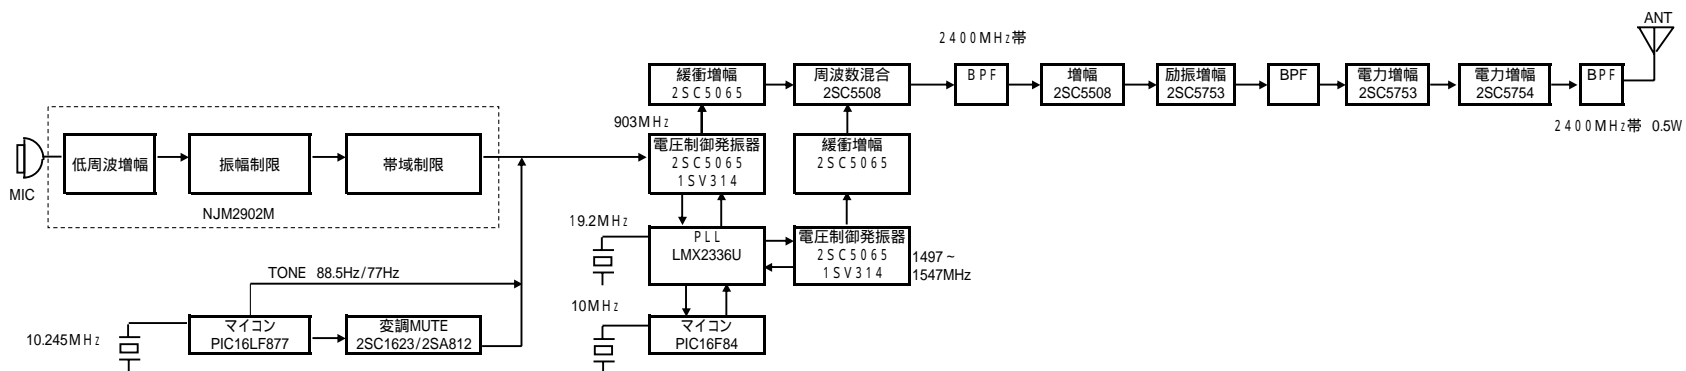 ANT
2400MHz帯
緩衝増幅
2SC5065
周波数混合
2SC5508
BPF
増幅
2SC5508
励振増幅
2SC5753
BPF
電力増幅
2SC5753
電力増幅
2SC5754
BPF
2400MHz帯 0.5W
903MHz
MIC
低周波増幅
振幅制限
帯域制限
NJM2902M
電圧制御発振器
2SC5065
1SV314
緩衝増幅
2SC5065
19.2MHz
PLL
LMX2336U
電圧制御発振器
2SC5065
1SV314
1497~
1547MHz
TONE 88.5Hz/77Hz
10.245MHz
マイコン
PIC16LF877
変調MUTE
2SC1623/2SA812
10MHz
マイコン
PIC16F84